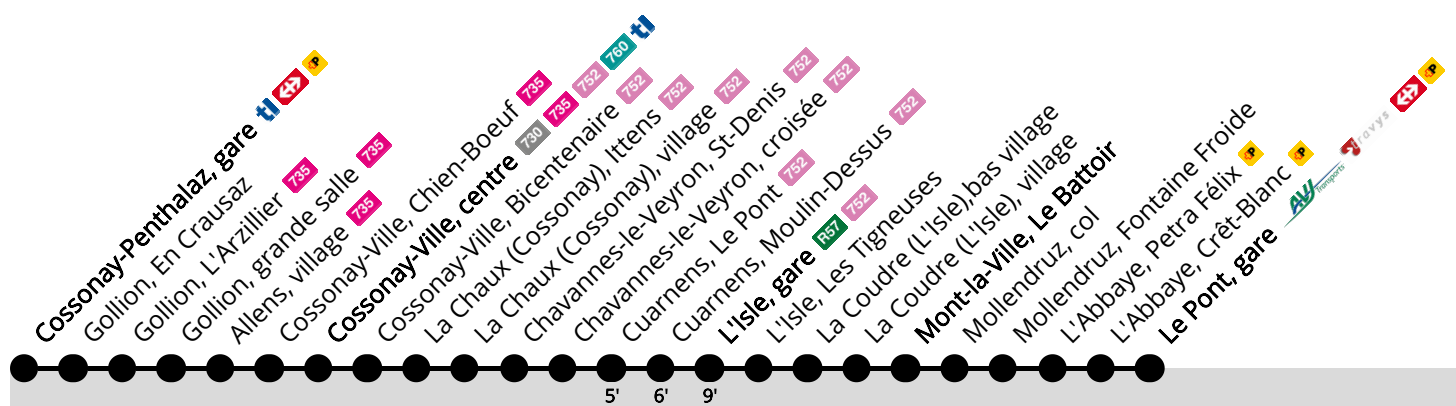 Cossonay-Penthalaz, gare tl P
Gollion, En Crausaz
Gollion, L'Arzillier 735
Gollion, grande salle 735
Allens, village 735
Cossonay-Ville, Chien-Boeuf 735
Cossonay-Ville, centre 730 735 752 760 tl
Cossonay-Ville, Bicentenaire 752
La Chaux (Cossonay), Ittens 752
La Chaux (Cossonay), village 752
Chavannes-le-Veyron, St-Denis 752
Chavannes-le-Veyron, croisée 752
Cuarnens, Le Pont 752
Cuarnens, Moulin-Dessus 752
L'Isle, gare R57 752
L'Isle, Les Tigneuses
La Coudre (L'Isle),bas village
La Coudre (L'Isle), village
Mont-la-Ville, Le Battoir
Mollendruz, col
Mollendruz, Fontaine Froide
L'Abbaye, Petra Félix P
L'Abbaye, Crêt-Blanc P
Le Pont, gare AVJ Transports travys P
5' 6' 9'